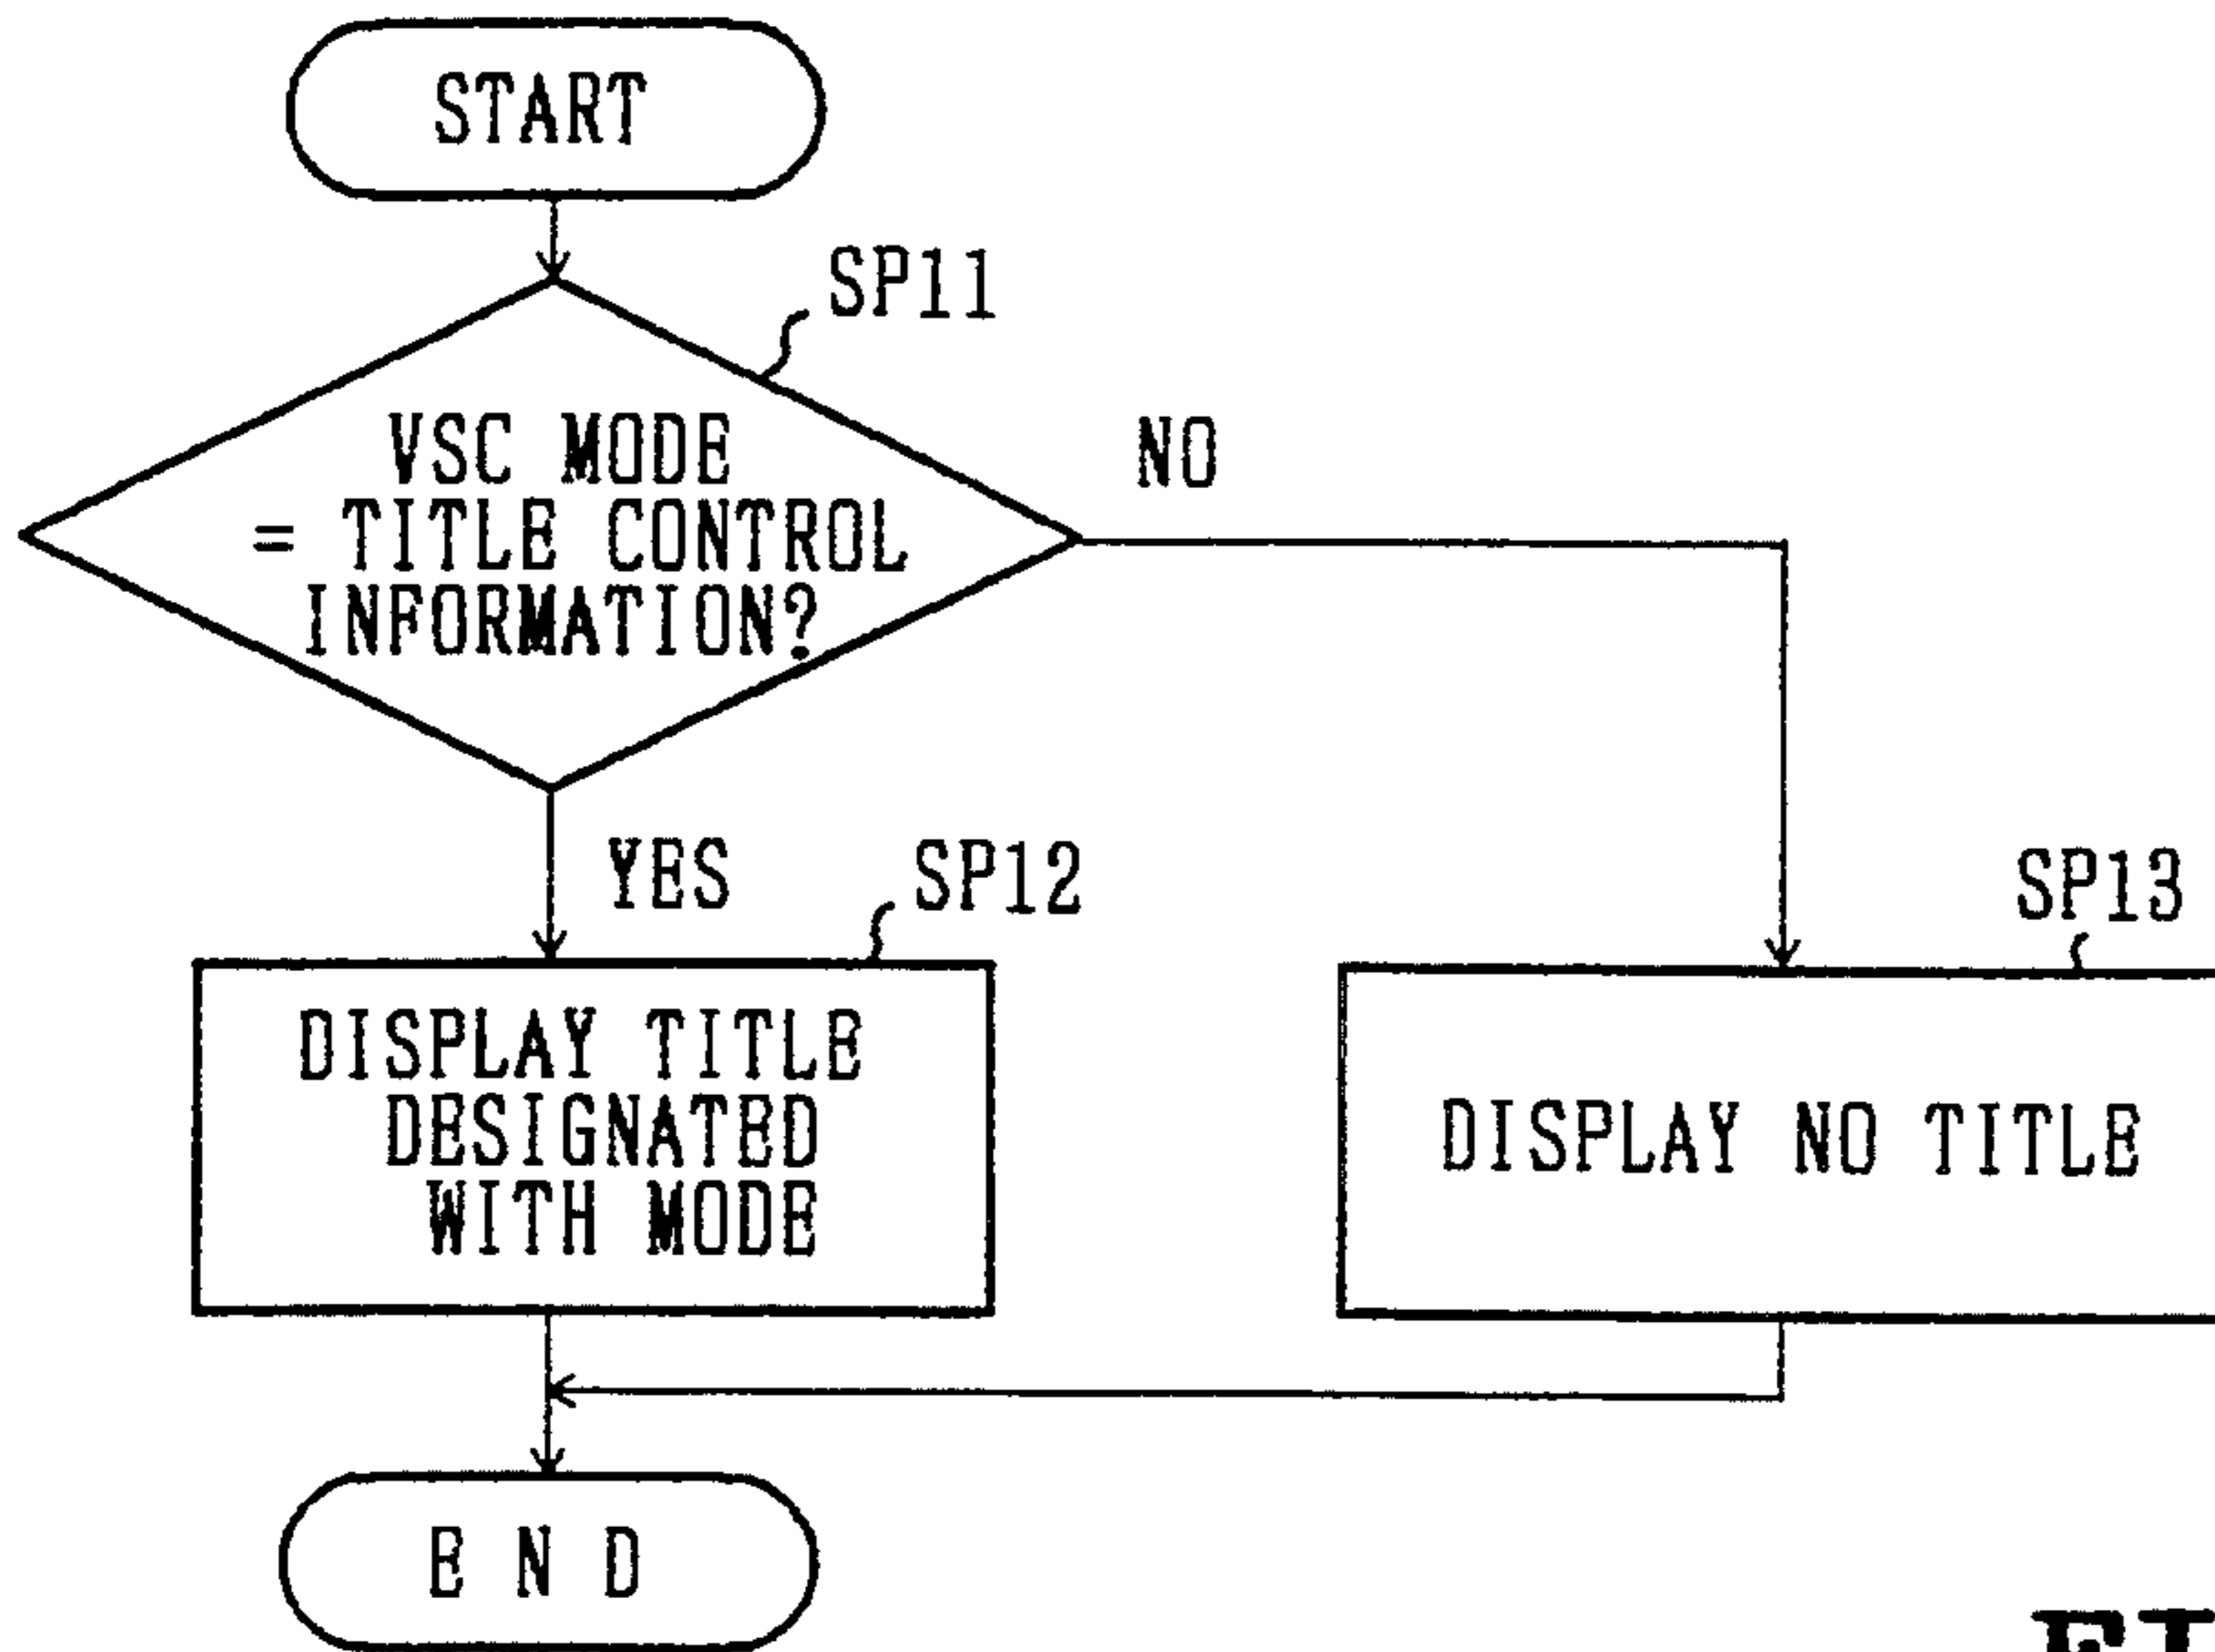 START
SP11
VSC MODE
= TITLE CONTROL
INFORMATION?
NO
YES
SP12
SP13
DISPLAY TITLE
DESIGNATED
WITH MODE
DISPLAY NO TITLE
E N D